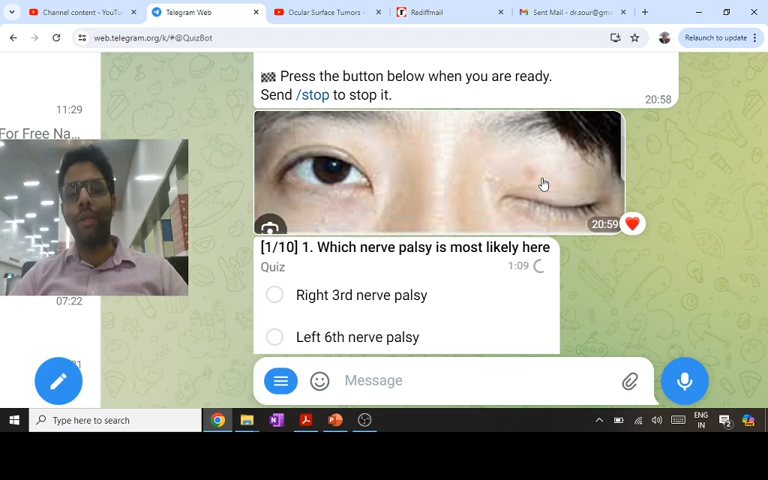 Channel content - YouTu
Telegram Web
Ocular Surface Tumors -
Rediffmail
Sent Mail - dr.sour@gma
web.telegram.org/k/#@QuizBot
Relaunch to update
🏁 Press the button below when you are ready.
Send /stop to stop it.
20:58
11:29
For Free Na...
20:59
[1/10] 1. Which nerve palsy is most likely here
Quiz
1:09
Right 3rd nerve palsy
07:22
Left 6th nerve palsy
Message
Type here to search
ENG
IN
2